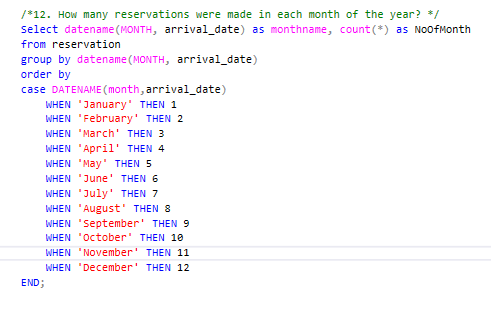 /*12. How many reservations were made in each month of the year? */
Select datename(MONTH, arrival_date) as monthname, count(*) as NoOfMonth
from reservation
group by datename(MONTH, arrival_date)
order by
case DATENAME(month,arrival_date)
WHEN 'January' THEN 1
WHEN 'February' THEN 2
WHEN 'March' THEN 3
WHEN 'April' THEN 4
WHEN 'May' THEN 5
WHEN 'June' THEN 6
WHEN 'July' THEN 7
WHEN 'August' THEN 8
WHEN 'September' THEN 9
WHEN 'October' THEN 10
WHEN 'November' THEN 11
WHEN 'December' THEN 12
END;